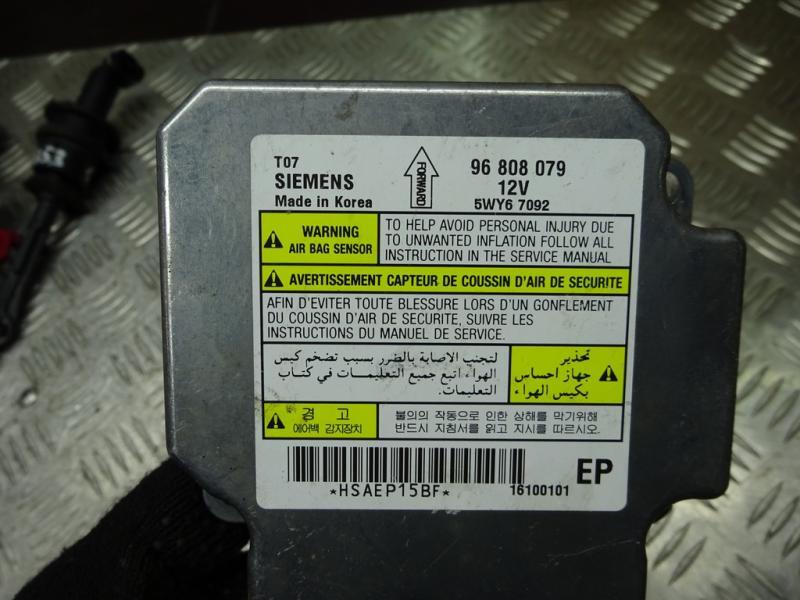 T07
SIEMENS
Made in Korea
FORWARD
96 808 079
12V
5WY6 7092
WARNING
AIR BAG SENSOR
TO HELP AVOID PERSONAL INJURY DUE
TO UNWANTED INFLATION FOLLOW ALL
INSTRUCTION IN THE SERVICE MANUAL
AVERTISSEMENT CAPTEUR DE COUSSIN D'AIR DE SECURITE
AFIN D'EVITER TOUTE BLESSURE LORS D'UN GONFLEMENT
DU COUSSIN D'AIR DE SECURITE, SUIVRE LES
INSTRUCTIONS DU MANUEL DE SERVICE.
تحذير
جهاز احساس
بكيس الهواء
لتجنب الاصابة بالضرر بسبب تضخم كيس
الهواء اتبع جميع التعليمات في كتاب
التعليمات.
경 고
에어백 감지장치
불의의 작동으로 인한 상해를 막기위해
반드시 지침서를 읽고 지시를 따르시오.
*HSAEP15BF*
16100101
EP